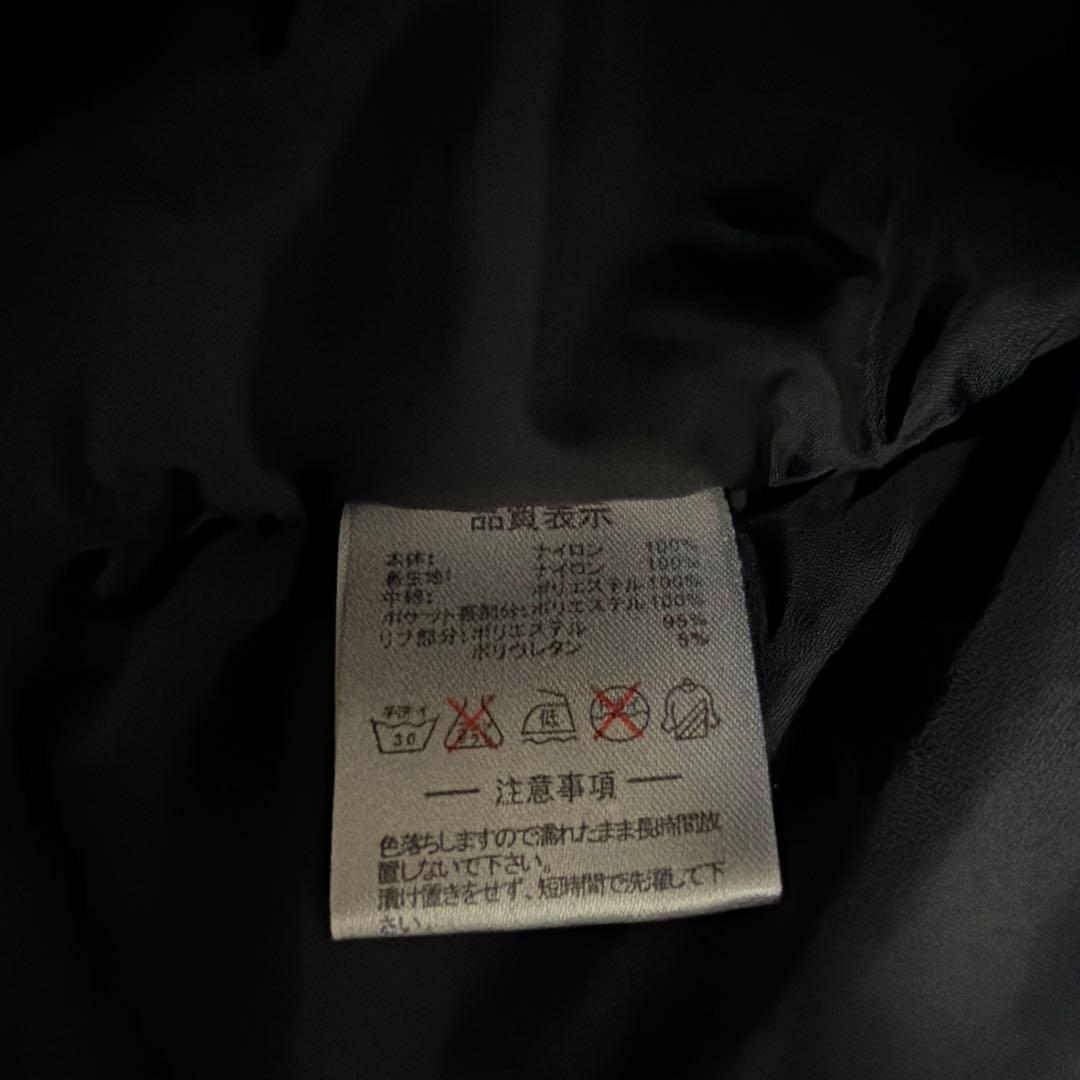 品質表示
本体: ナイロン 100%
裏生地: ナイロン 100%
中綿: ポリエステル 100%
ポケット裏側部分: ポリエステル 100%
リブ部分: ポリエステル 95%
ポリウレタン 5%
手洗イ 30 低
注意事項
色落ちしますので濡れたまま長時間放
置しないで下さい。
漬け置きをせず、短時間で洗濯して下
さい